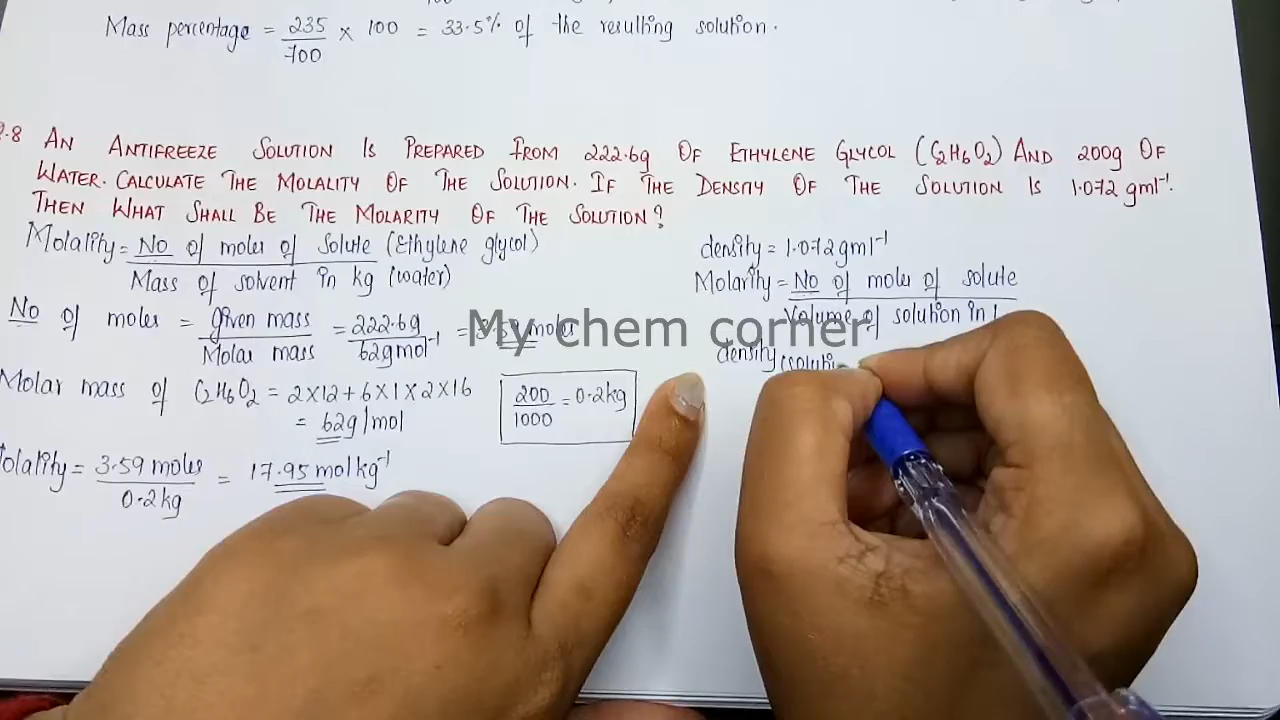 Mass percentage = 235/700 × 100 = 33.5% of the resulting solution.
.8 AN ANTIFREEZE SOLUTION IS PREPARED FROM 222.6g OF ETHYLENE GLYCOL (C2H6O2) AND 200g OF
WATER. CALCULATE THE MOLALITY OF THE SOLUTION. IF THE DENSITY OF THE SOLUTION IS 1.072 gml⁻¹.
THEN WHAT SHALL BE THE MOLARITY OF THE SOLUTION?
Molality = No of moles of solute (Ethylene glycol)
Mass of solvent in kg (water)
No of moles = given mass/Molar mass = 222.6g/62gmol⁻¹ = 3.59 moles
Molar mass of C2H6O2 = 2×12+6×1×2×16
= 62g/mol
200/1000 = 0.2kg
olality = 3.59 moles/0.2kg = 17.95 mol kg⁻¹
density = 1.072gml⁻¹
Molarity = No of moles of solute
Volume of solution in
density (soluti
My chem corner